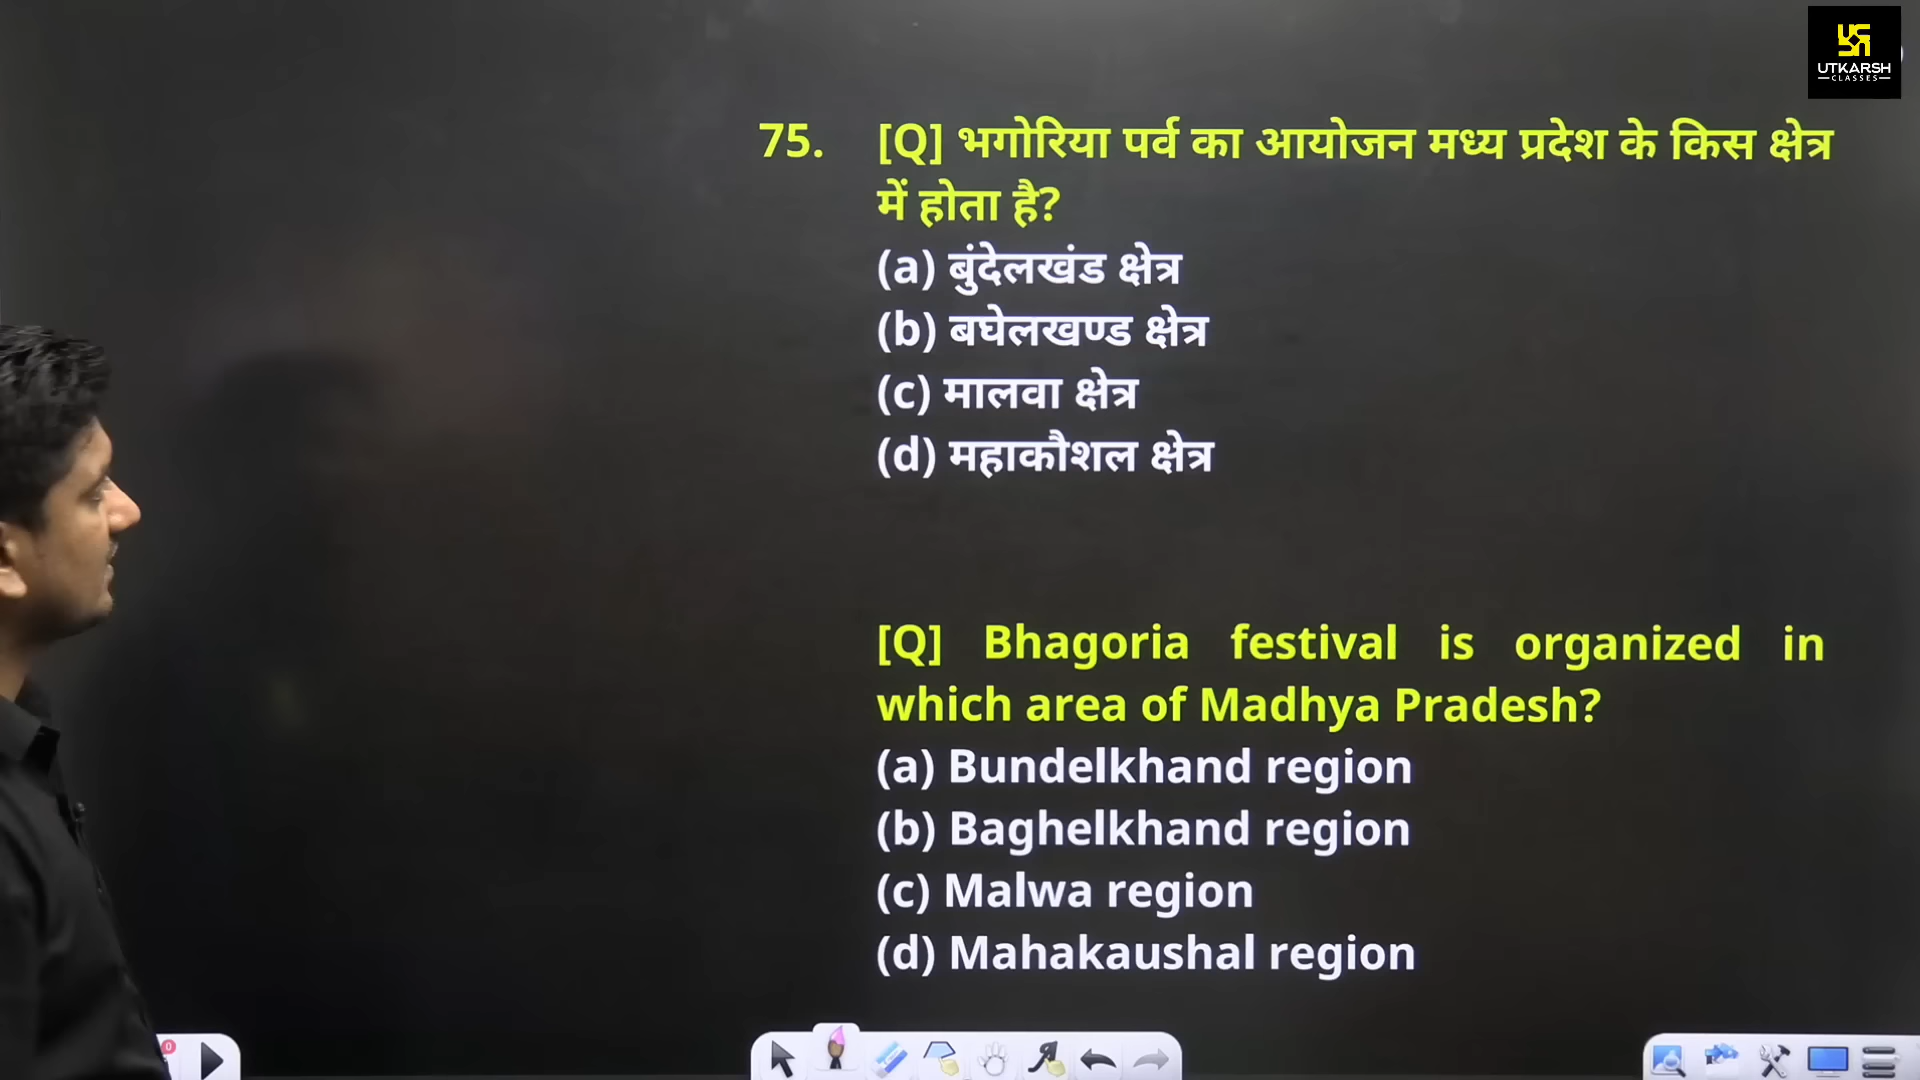 UTKARSH
CLASSES
75. [Q] भगोरिया पर्व का आयोजन मध्य प्रदेश के किस क्षेत्र
में होता है?
(a) बुंदेलखंड क्षेत्र
(b) बघेलखण्ड क्षेत्र
(c) मालवा क्षेत्र
(d) महाकौशल क्षेत्र
[Q] Bhagoria festival is organized in
which area of Madhya Pradesh?
(a) Bundelkhand region
(b) Baghelkhand region
(c) Malwa region
(d) Mahakaushal region
0